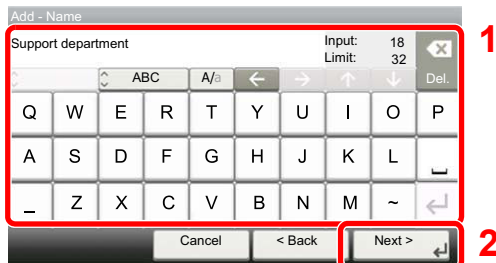 Add - Name
Support department Input: 18
Limit: 32
ABC A/a ← → ↑ ↓ Del.
Q W E R T Y U I O P
A S D F G H J K L
_ Z X C V B N M ~
Cancel < Back Next >
1
2